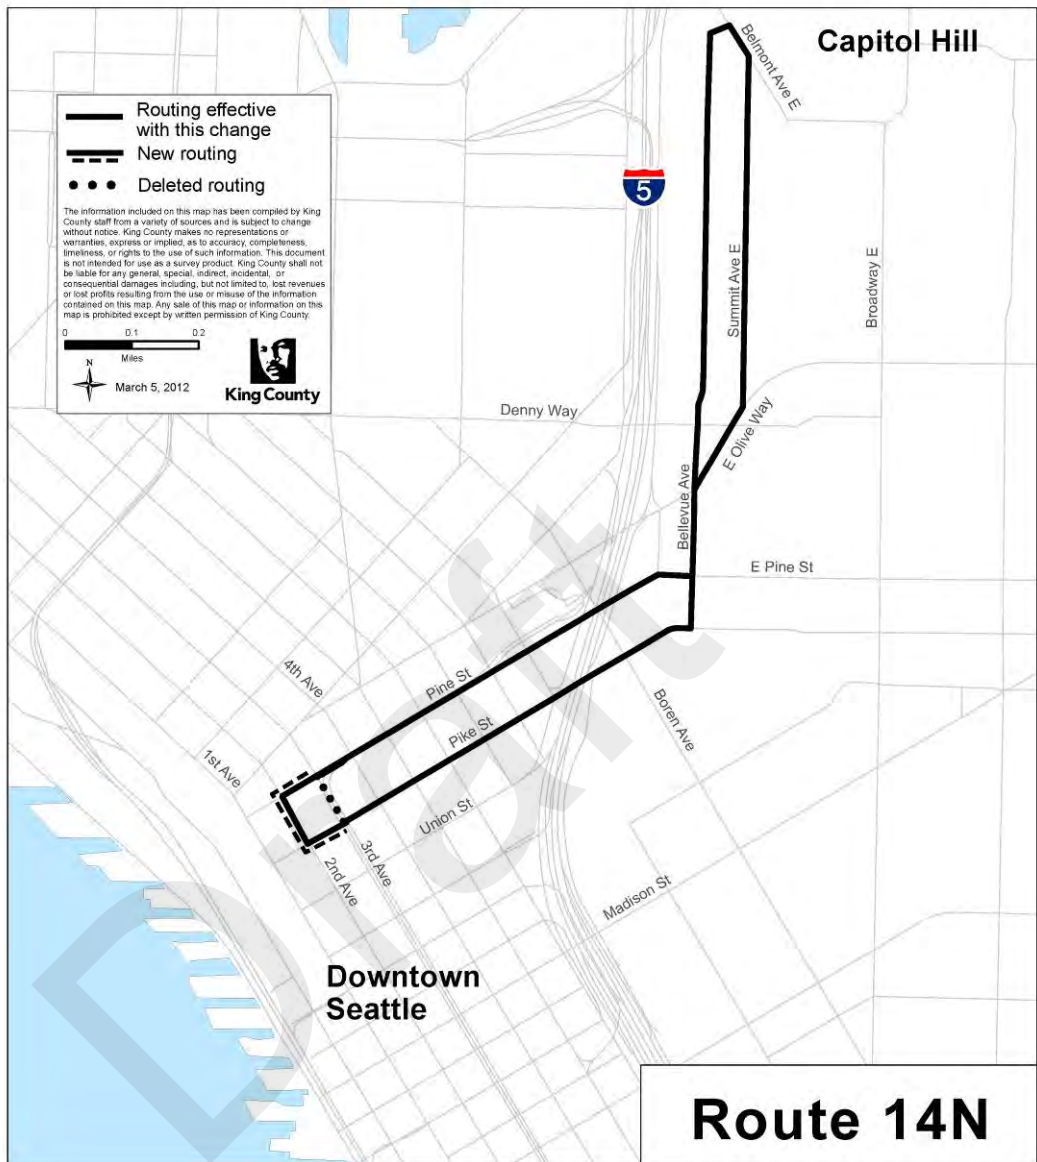 Capitol Hill
Belmont Ave E
Routing effective
with this change
New routing
Deleted routing
The information included on this map has been compiled by King
County staff from a variety of sources and is subject to change
without notice. King County makes no representations or
warranties, express or implied, as to accuracy, completeness,
timeliness, or rights to the use of such information. This document
is not intended for use as a survey product. King County shall not
be liable for any general, special, indirect, incidental, or
consequential damages including, but not limited to, lost revenues
or lost profits resulting from the use or misuse of the information
contained on this map. Any sale of this map or information on this
map is prohibited except by written permission of King County.
0 0.1 0.2
Miles
N
March 5, 2012
King County
5
Summit Ave E
Broadway E
Denny Way
E Olive Way
Bellevue Ave
E Pine St
4th Ave
Pine St
Boren Ave
Pike St
1st Ave
Union St
3rd Ave
2nd Ave
Madison St
Downtown
Seattle
Draft
Route 14N